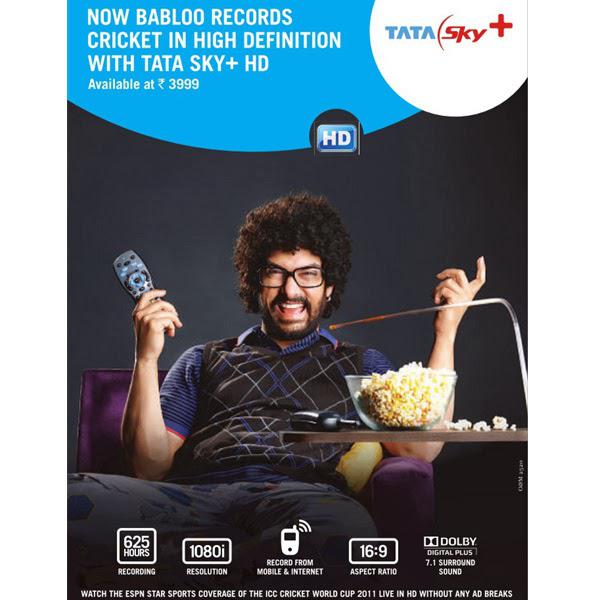 NOW BABLOO RECORDS
CRICKET IN HIGH DEFINITION
WITH TATA SKY+ HD
Available at ₹ 3999
TATA Sky+
HD
625 HOURS
RECORDING
1080i
RESOLUTION
RECORD FROM
MOBILE & INTERNET
16:9
ASPECT RATIO
DOLBY
DIGITAL PLUS
7.1 SURROUND
SOUND
WATCH THE ESPN STAR SPORTS COVERAGE OF THE ICC CRICKET WORLD CUP 2011 LIVE IN HD WITHOUT ANY AD BREAKS